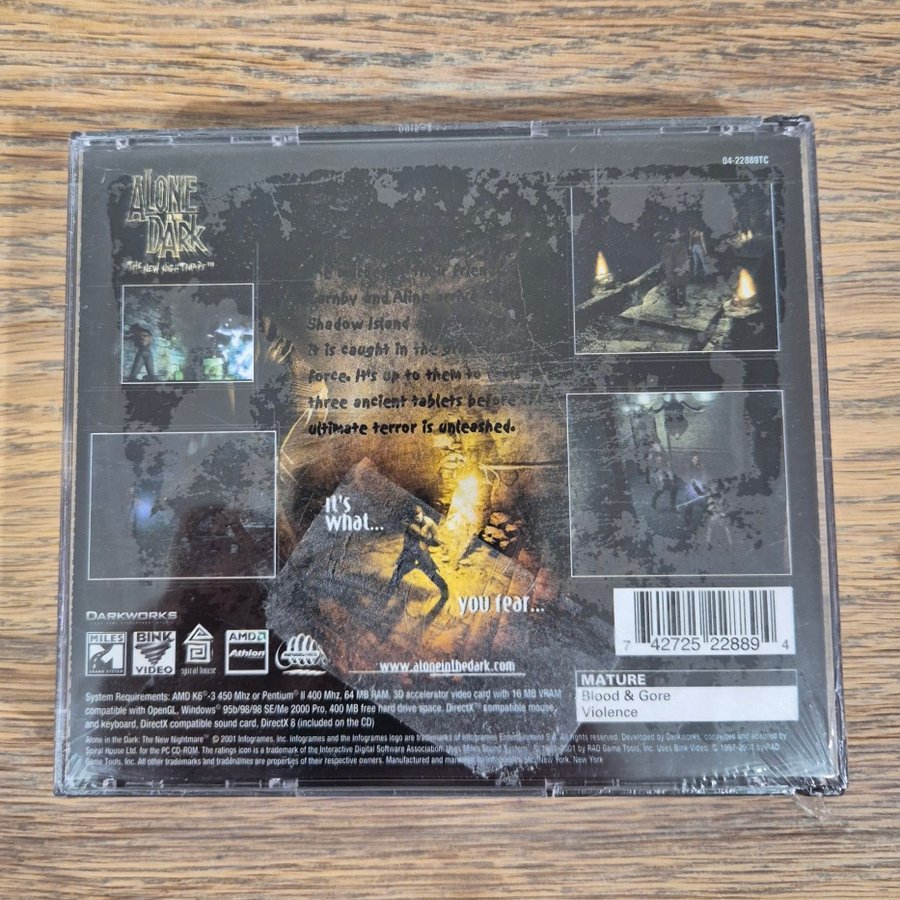 04-22889TC
ALONE
IN THE
DARK
THE NEW NIGHTMARE™
their friend
Carnby and Aline arrive
Shadow Island
it is caught in the
force. It's up to them to
three ancient tablets before
ultimate terror is unleashed.
it's
what...
you fear...
DARKWORKS
MILES
SOUND SYSTEM
BINK
VIDEO
spiral house
AMD
Athlon
INFOGRAMES
www.aloneinthedark.com
7 42725 22889 4
MATURE
Blood & Gore
Violence
System Requirements: AMD K6®-3 450 Mhz or Pentium® II 400 Mhz, 64 MB RAM, 3D accelerator video card with 16 MB VRAM
compatible with OpenGL, Windows® 95b/98/98 SE/Me 2000 Pro, 400 MB free hard drive space, DirectX™ compatible mouse
and keyboard, DirectX compatible sound card, DirectX 8 (included on the CD)
Alone in the Dark: The New Nightmare™ © 2001 Infogrames, Inc. Infogrames and the Infogrames logo are trademarks of Infogrames Entertainment S.A. All rights reserved. Developed by Darkworks, converted and adapted by
Spiral House Ltd. for the PC CD-ROM. The ratings icon is a trademark of the Interactive Digital Software Association. Uses Miles Sound System. 2001 by RAD Game Tools, Inc. Uses Bink Video. © 1997-2001 by RAD
Game Tools, Inc. All other trademarks and tradenames are properties of their respective owners. Manufactured and marketed by Infogrames, Inc., New York, New York